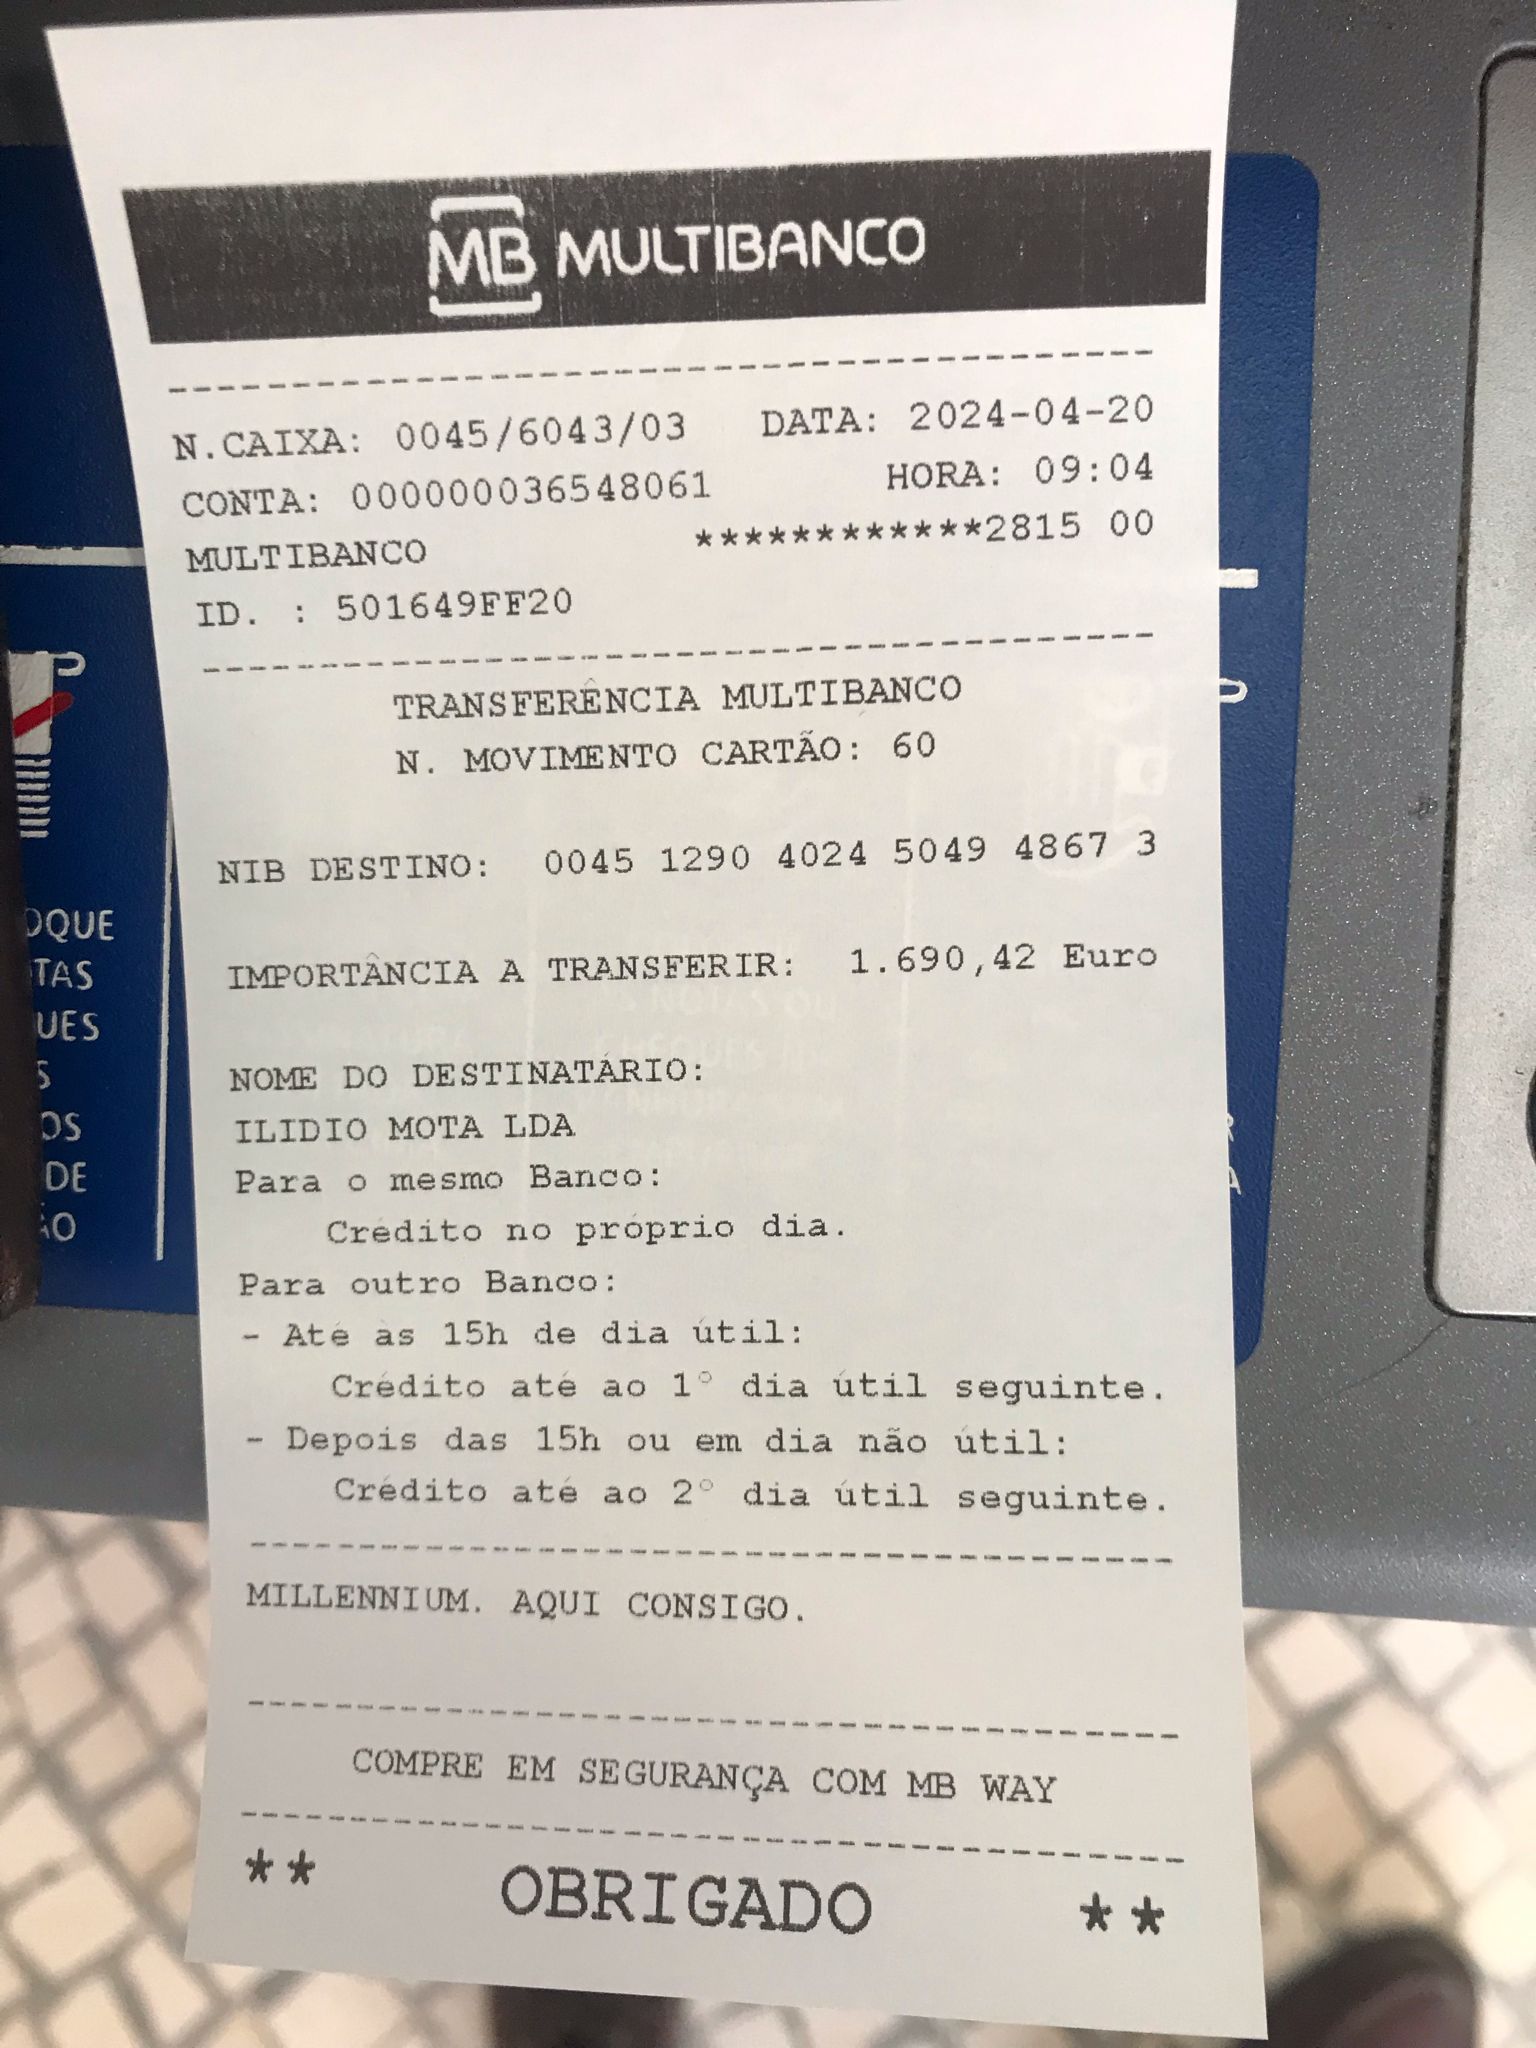 MB MULTIBANCO
N.CAIXA: 0045/6043/03 DATA: 2024-04-20
CONTA: 000000036548061 HORA: 09:04
MULTIBANCO ************2815 00
ID. : 501649FF20
TRANSFERÊNCIA MULTIBANCO
N. MOVIMENTO CARTÃO: 60
NIB DESTINO: 0045 1290 4024 5049 4867 3
IMPORTÂNCIA A TRANSFERIR: 1.690,42 Euro
NOME DO DESTINATÁRIO:
ILIDIO MOTA LDA
Para o mesmo Banco:
Crédito no próprio dia.
Para outro Banco:
- Até às 15h de dia útil:
Crédito até ao 1° dia útil seguinte.
- Depois das 15h ou em dia não útil:
Crédito até ao 2° dia útil seguinte.
MILLENNIUM. AQUI CONSIGO.
COMPRE EM SEGURANÇA COM MB WAY
** OBRIGADO **